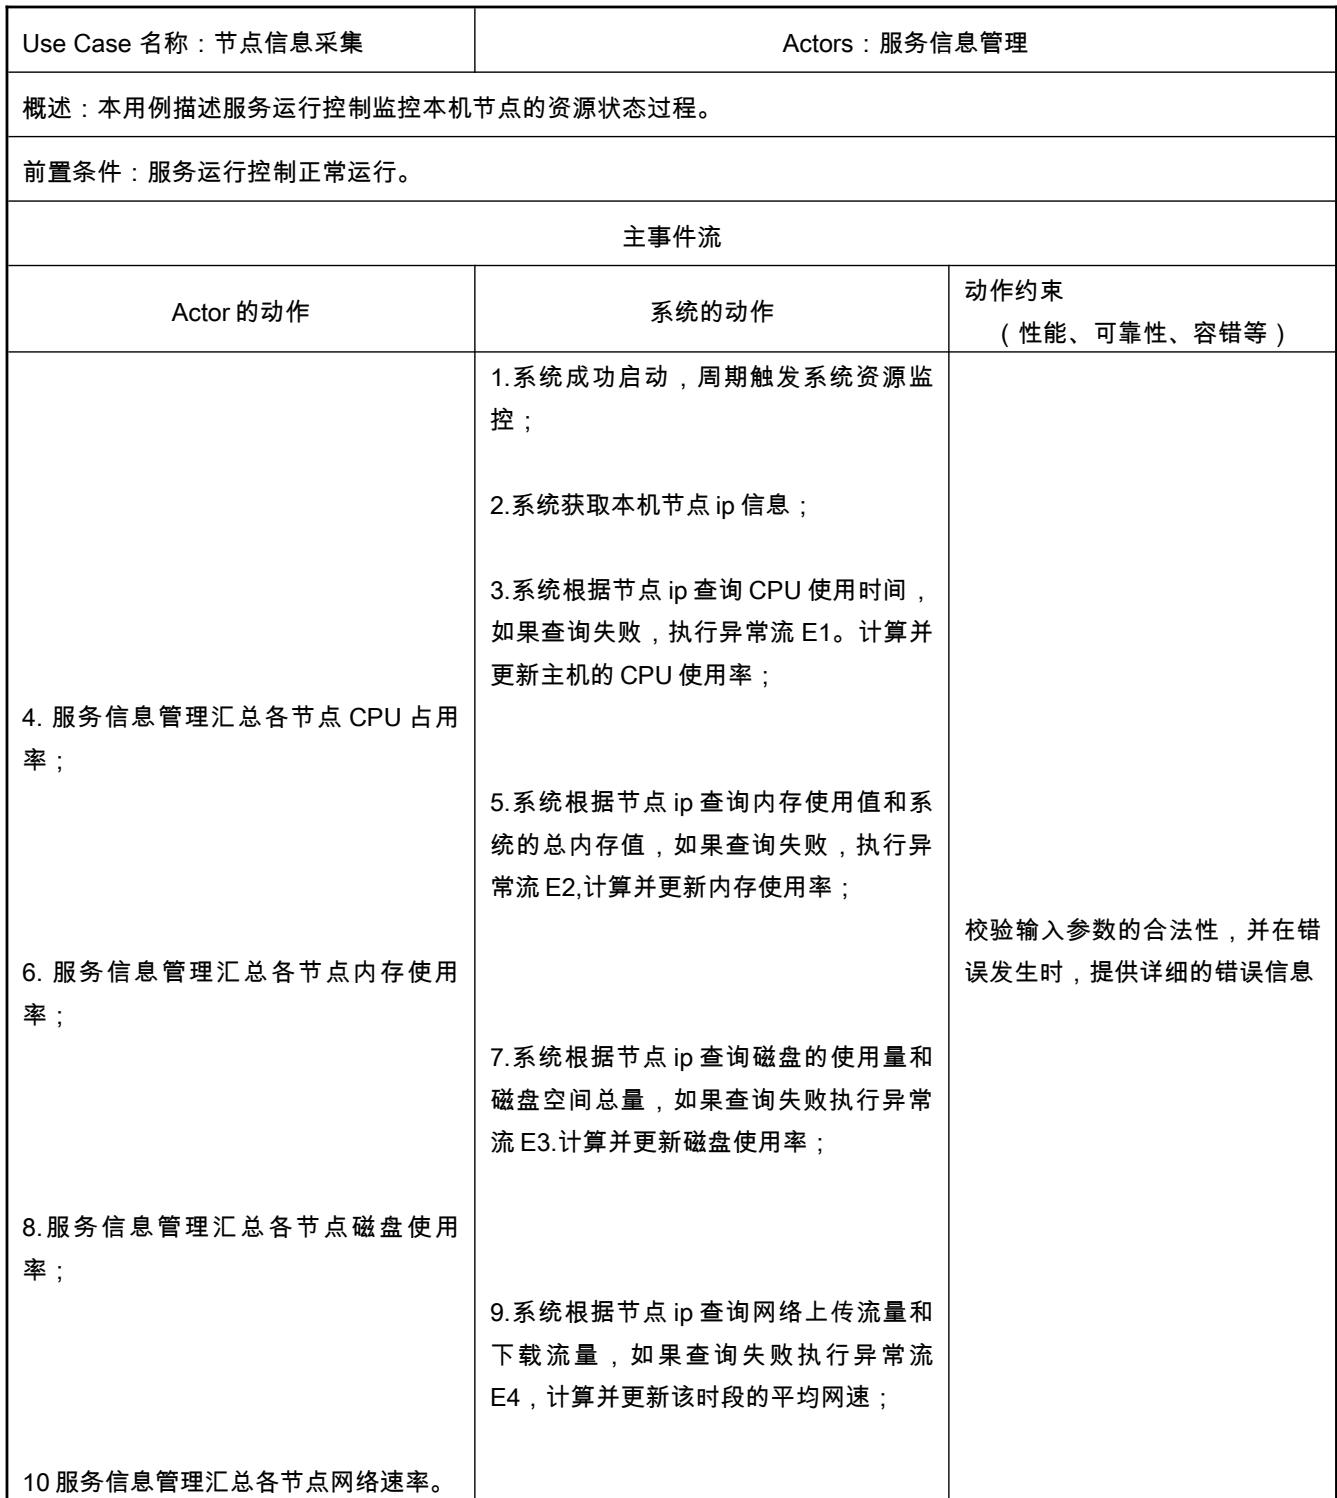 Use Case 名称：节点信息采集
Actors：服务信息管理
概述：本用例描述服务运行控制监控本机节点的资源状态过程。
前置条件：服务运行控制正常运行。
主事件流
Actor 的动作
系统的动作
动作约束
（性能、可靠性、容错等）
1.系统成功启动，周期触发系统资源监
控；
2.系统获取本机节点 ip 信息；
3.系统根据节点 ip 查询 CPU 使用时间，
如果查询失败，执行异常流 E1。计算并
更新主机的 CPU 使用率；
4. 服务信息管理汇总各节点 CPU 占用
率；
5.系统根据节点 ip 查询内存使用值和系
统的总内存值，如果查询失败，执行异
常流 E2,计算并更新内存使用率；
6. 服务信息管理汇总各节点内存使用
率；
7.系统根据节点 ip 查询磁盘的使用量和
磁盘空间总量，如果查询失败执行异常
流 E3.计算并更新磁盘使用率；
8.服务信息管理汇总各节点磁盘使用
率；
9.系统根据节点 ip 查询网络上传流量和
下载流量，如果查询失败执行异常流
E4，计算并更新该时段的平均网速；
10 服务信息管理汇总各节点网络速率。
校验输入参数的合法性，并在错
误发生时，提供详细的错误信息